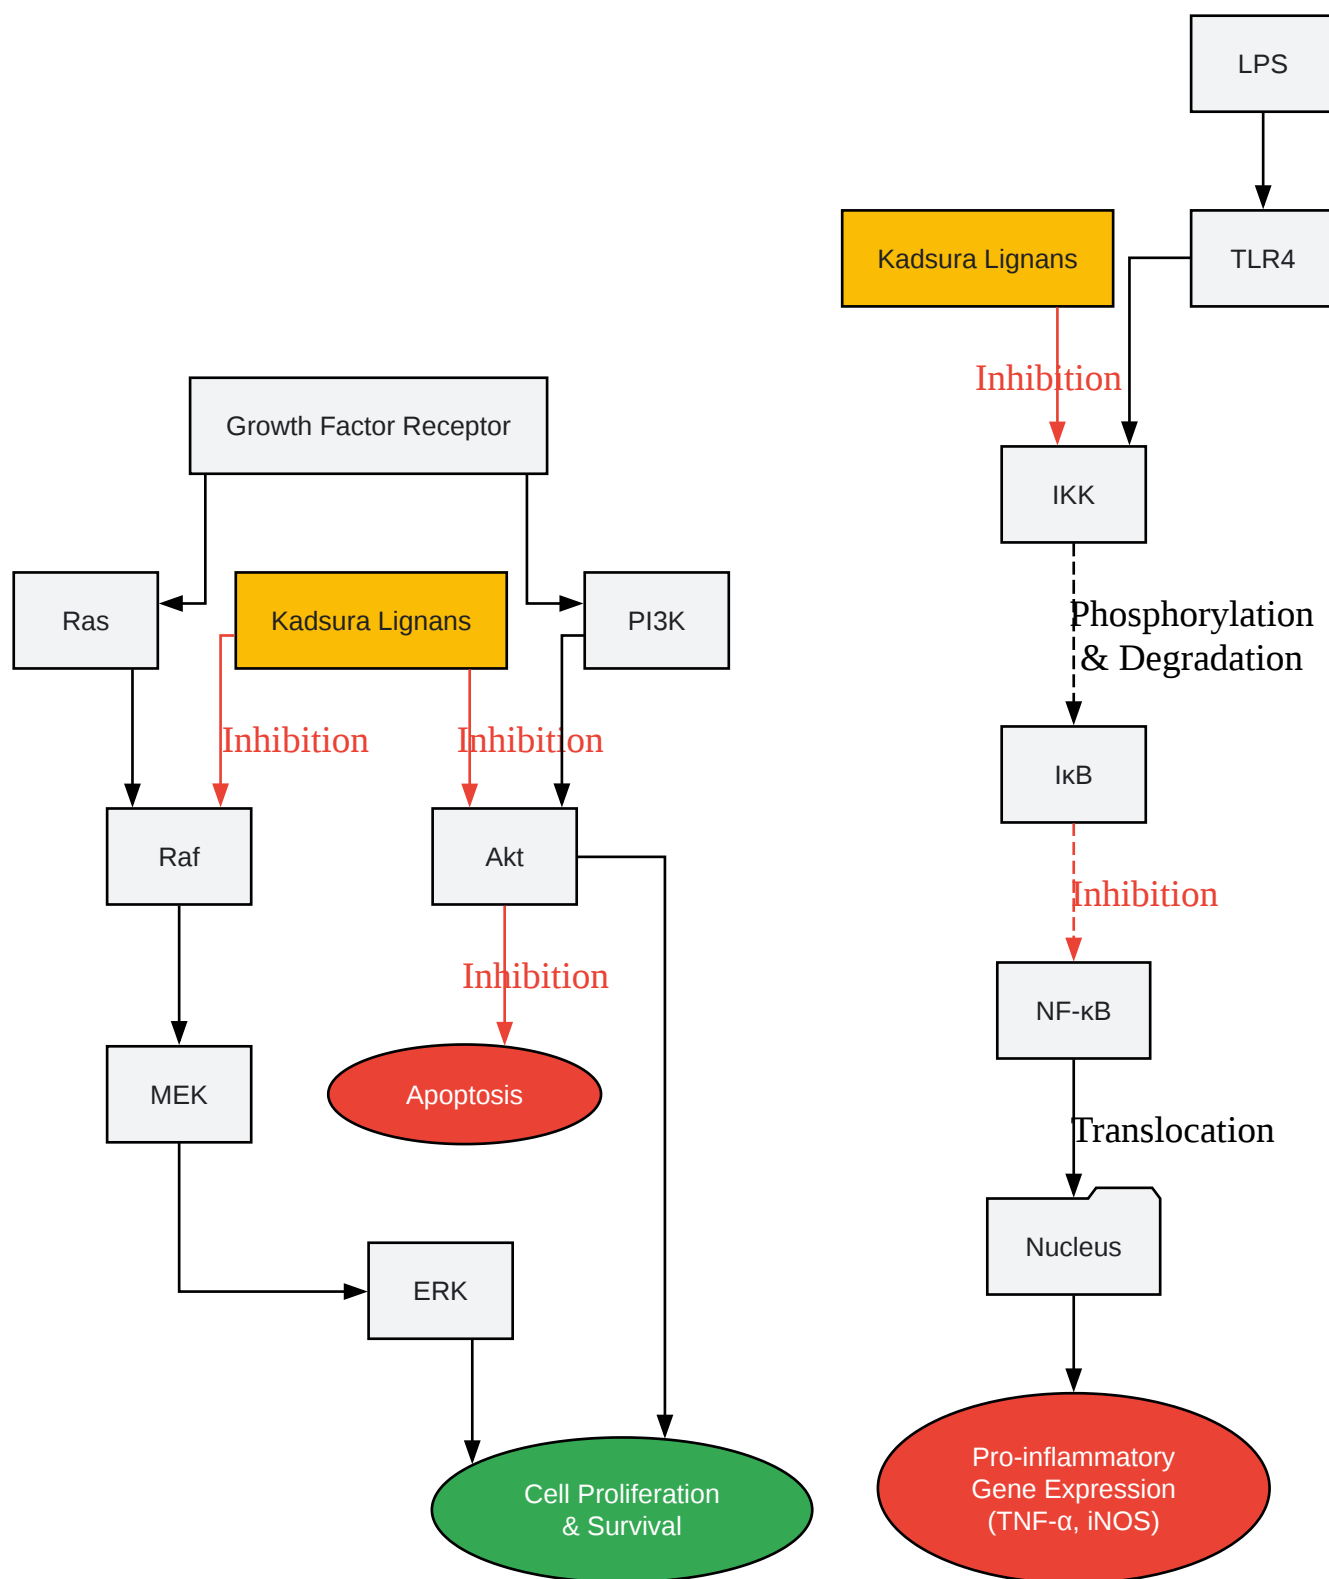 LPS
Kadsura Lignans
TLR4
Inhibition
Growth Factor Receptor
IKK
Ras
Kadsura Lignans
PI3K
Phosphorylation
& Degradation
Inhibition
Inhibition
IκB
Raf
Akt
Inhibition
Inhibition
NF-κB
MEK
Apoptosis
Translocation
Nucleus
ERK
Cell Proliferation
& Survival
Pro-inflammatory
Gene Expression
(TNF-α, iNOS)